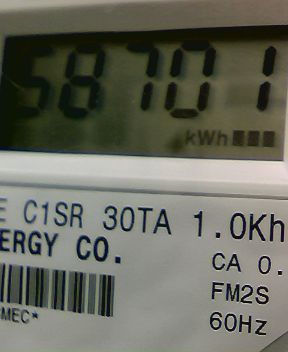 58701
kWh
E C1SR 30TA 1.0Kh
ERGY CO.
CA 0.
FM2S
MEC*
60Hz